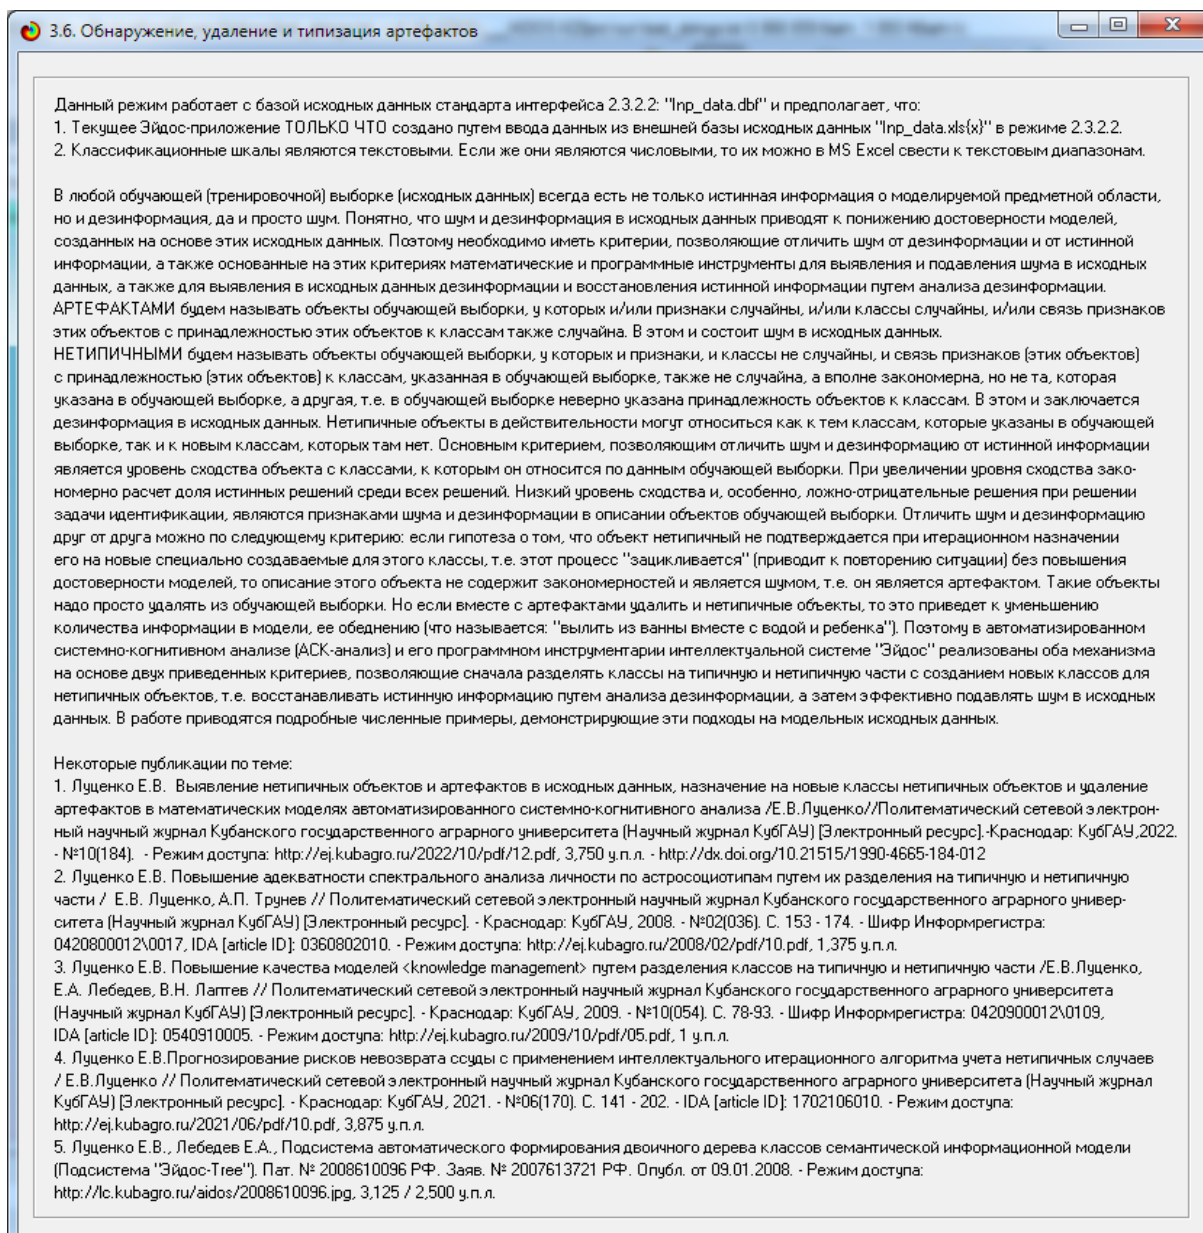 3.6. Обнаружение, удаление и типизация артефактов
Данный режим работает с базой исходных данных стандарта интерфейса 2.3.2.2: "Inp_data.dbf" и предполагает, что:
1. Текущее Эйдос-приложение ТОЛЬКО ЧТО создано путем ввода данных из внешней базы исходных данных "Inp_data.xls{x}" в режиме 2.3.2.2.
2. Классификационные шкалы являются текстовыми. Если же они являются числовыми, то их можно в MS Excel свести к текстовым диапазонам.
В любой обучающей (тренировочной) выборке (исходных данных) всегда есть не только истинная информация о моделируемой предметной области,
но и дезинформация, да и просто шум. Понятно, что шум и дезинформация в исходных данных приводят к понижению достоверности моделей,
созданных на основе этих исходных данных. Поэтому необходимо иметь критерии, позволяющие отличить шум от дезинформации и от истинной
информации, а также основанные на этих критериях математические и программные инструменты для выявления и подавления шума в исходных
данных, а также для выявления в исходных данных дезинформации и восстановления истинной информации путем анализа дезинформации.
АРТЕФАКТАМИ будем называть объекты обучающей выборки, у которых и/или признаки случайны, и/или классы случайны, и/или связь признаков
этих объектов с принадлежностью этих объектов к классам также случайна. В этом и состоит шум в исходных данных.
НЕТИПИЧНЫМИ будем называть объекты обучающей выборки, у которых и признаки, и классы не случайны, и связь признаков (этих объектов)
с принадлежностью (этих объектов) к классам, указанная в обучающей выборке, также не случайна, а вполне закономерна, но не та, которая
указана в обучающей выборке, а другая, т.е. в обучающей выборке неверно указана принадлежность объектов к классам. В этом и заключается
дезинформация в исходных данных. Нетипичные объекты в действительности могут относиться как к тем классам, которые указаны в обучающей
выборке, так и к новым классам, которых там нет. Основным критерием, позволяющим отличить шум и дезинформацию от истинной информации
является уровень сходства объекта с классами, к которым он относится по данным обучающей выборки. При увеличении уровня сходства зако-
номерно расчет доля истинных решений среди всех решений. Низкий уровень сходства и, особенно, ложно-отрицательные решения при решении
задачи идентификации, являются признаками шума и дезинформации в описании объектов обучающей выборки. Отличить шум и дезинформацию
друг от друга можно по следующему критерию: если гипотеза о том, что объект нетипичный не подтверждается при итерационном назначении
его на новые специально создаваемые для этого классы, т.е. этот процесс "зацикливается" (приводит к повторению ситуации) без повышения
достоверности моделей, то описание этого объекта не содержит закономерностей и является шумом, т.е. он является артефактом. Такие объекты
надо просто удалять из обучающей выборки. Но если вместе с артефактами удалить и нетипичные объекты, то это приведет к уменьшению
количества информации в модели, ее обеднению (что называется: "вылить из ванны вместе с водой и ребенка"). Поэтому в автоматизированном
системно-когнитивном анализе (АСК-анализ) и его программном инструментарии интеллектуальной системе "Эйдос" реализованы оба механизма
на основе двух приведенных критериев, позволяющие сначала разделять классы на типичную и нетипичную части с созданием новых классов для
нетипичных объектов, т.е. восстанавливать истинную информацию путем анализа дезинформации, а затем эффективно подавлять шум в исходных
данных. В работе приводятся подробные численные примеры, демонстрирующие эти подходы на модельных исходных данных.
Некоторые публикации по теме:
1. Луценко Е.В. Выявление нетипичных объектов и артефактов в исходных данных, назначение на новые классы нетипичных объектов и удаление
артефактов в математических моделях автоматизированного системно-когнитивного анализа /Е.В.Луценко//Политематический сетевой электрон-
ный научный журнал Кубанского государственного аграрного университета (Научный журнал КубГАУ) [Электронный ресурс].-Краснодар: КубГАУ,2022.
- №10(184). - Режим доступа: http://ej.kubagro.ru/2022/10/pdf/12.pdf, 3,750 у.п.л. - http://dx.doi.org/10.21515/1990-4665-184-012
2. Луценко Е.В. Повышение адекватности спектрального анализа личности по астросоциотипам путем их разделения на типичную и нетипичную
части / Е.В. Луценко, А.П. Трунев // Политематический сетевой электронный научный журнал Кубанского государственного аграрного универ-
ситета (Научный журнал КубГАУ) [Электронный ресурс]. - Краснодар: КубГАУ, 2008. - №02(036). С. 153 - 174. - Шифр Информрегистра:
0420800012\0017, IDA [article ID]: 0360802010. - Режим доступа: http://ej.kubagro.ru/2008/02/pdf/10.pdf, 1,375 у.п.л.
3. Луценко Е.В. Повышение качества моделей <knowledge management> путем разделения классов на типичную и нетипичную части /Е.В.Луценко,
Е.А. Лебедев, В.Н. Лаптев // Политематический сетевой электронный научный журнал Кубанского государственного аграрного университета
(Научный журнал КубГАУ) [Электронный ресурс]. - Краснодар: КубГАУ, 2009. - №10(054). С. 78-93. - Шифр Информрегистра: 0420900012\0109,
IDA [article ID]: 0540910005. - Режим доступа: http://ej.kubagro.ru/2009/10/pdf/05.pdf, 1 у.п.л.
4. Луценко Е.В.Прогнозирование рисков невозврата ссуды с применением интеллектуального итерационного алгоритма учета нетипичных случаев
/ Е.В.Луценко // Политематический сетевой электронный научный журнал Кубанского государственного аграрного университета (Научный журнал
КубГАУ) [Электронный ресурс]. - Краснодар: КубГАУ, 2021. - №06(170). С. 141 - 202. - IDA [article ID]: 1702106010. - Режим доступа:
http://ej.kubagro.ru/2021/06/pdf/10.pdf, 3,875 у.п.л.
5. Луценко Е.В., Лебедев Е.А., Подсистема автоматического формирования двоичного дерева классов семантической информационной модели
(Подсистема "Эйдос-Tree"). Пат. № 2008610096 РФ. Заяв. № 2007613721 РФ. Опубл. от 09.01.2008. - Режим доступа:
http://lc.kubagro.ru/aidos/2008610096.jpg, 3,125 / 2,500 у.п.л.